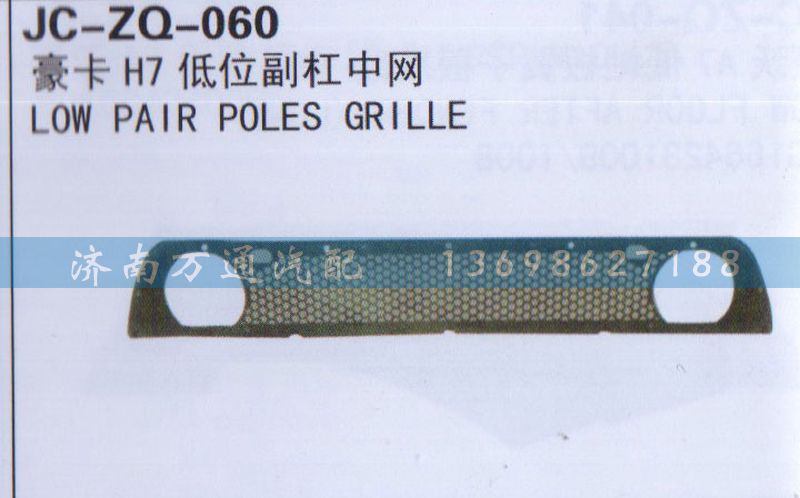 JC-ZQ-060
豪卡 H7 低位副杠中网
LOW PAIR POLES GRILLE
济南万通汽配 13698627188